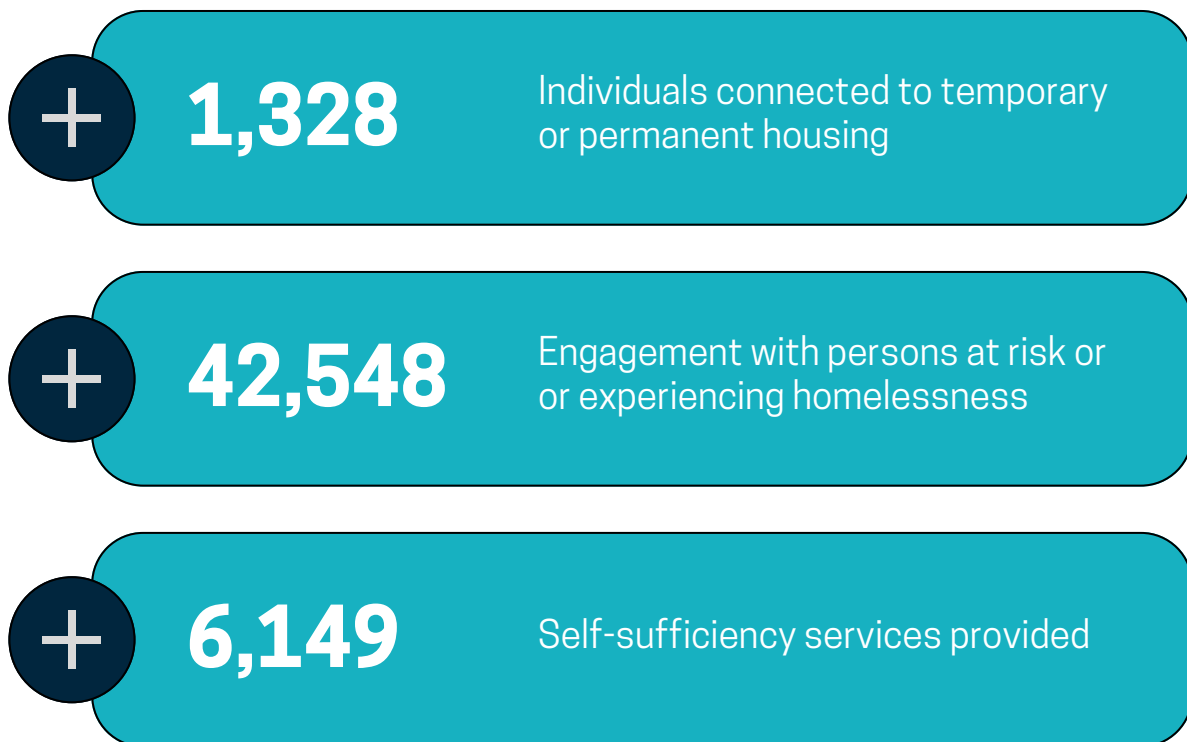 1,328
Individuals connected to temporary
or permanent housing
42,548
Engagement with persons at risk or
or experiencing homelessness
6,149
Self-sufficiency services provided